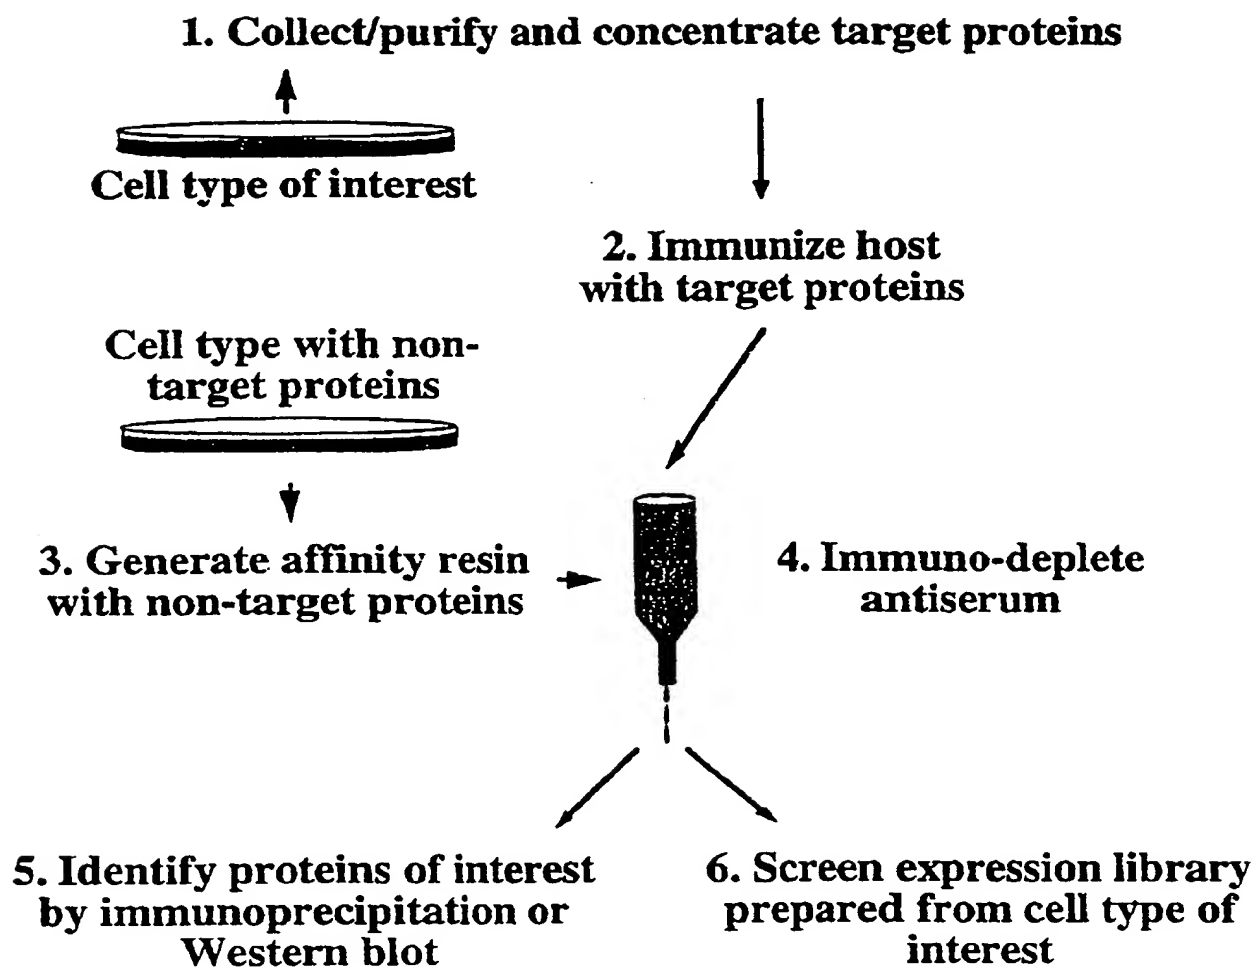 1. Collect/purify and concentrate target proteins
Cell type of interest
2. Immunize host
with target proteins
Cell type with non-
target proteins
3. Generate affinity resin
with non-target proteins
4. Immuno-deplete
antiserum
5. Identify proteins of interest
by immunoprecipitation or
Western blot
6. Screen expression library
prepared from cell type of
interest